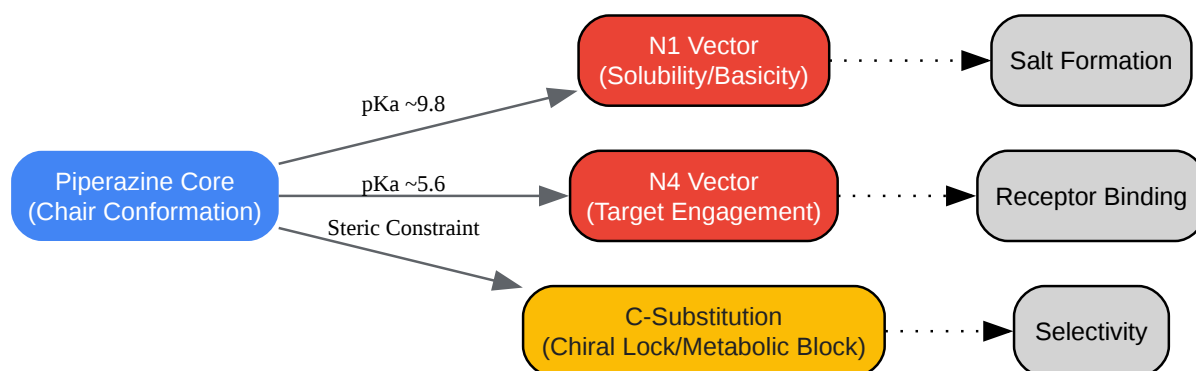 N1 Vector
(Solubility/Basicity)
Salt Formation
pKa ~9.8
Piperazine Core
(Chair Conformation)
pKa ~5.6
N4 Vector
(Target Engagement)
Receptor Binding
Steric Constraint
C-Substitution
(Chiral Lock/Metabolic Block)
Selectivity